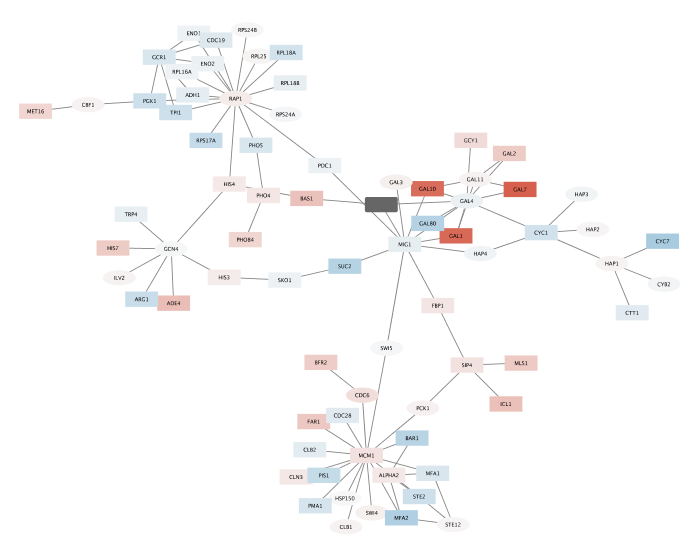 RPS24B
ENO1
CDC19
RPL25
RPL18A
GCR1
ENO2
RPL16A
RPL18B
ADH1
RAP1
PGK1
CBF1
MET16
TPI1
RPS24A
RPS17A
PHO5
GCY1
GAL2
PDC1
GAL11
GAL3
HIS4
GAL10
GAL7
PHO4
BAS1
GAL4
HAP3
TRP4
GAL80
HAP2
CYC1
PHO84
GAL1
CYC7
HIS7
GCN4
MIG1
HAP4
HAP1
SUC2
ILV2
HIS3
SKO1
CYB2
ARG1
ADE4
FBP1
CTT1
SWI5
BFR2
SIP4
MLS1
CDC6
ICL1
PCK1
CDC28
FAR1
BAR1
CLB2
MCM1
CLN3
PIS1
ALPHA2
MFA1
HSP150
STE2
PMA1
SWI4
MFA2
CLB1
STE12